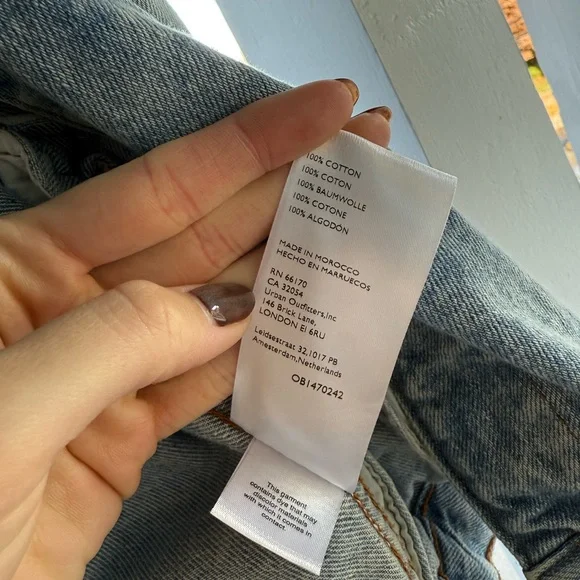 100% COTTON
100% COTON
100% BAUMWOLLE
100% COTONE
100% ALGODÓN
MADE IN MOROCCO
HECHO EN MARRUECOS
RN 66170
CA 32054
Urban Outfitters,Inc
146 Brick Lane,
LONDON E1 6RU
Leidsestraat 32,1017 PB
Amesterdam,Netherlands
OB1470242
This garment
contains dye that may
discolor materials
with which it comes in
contact.